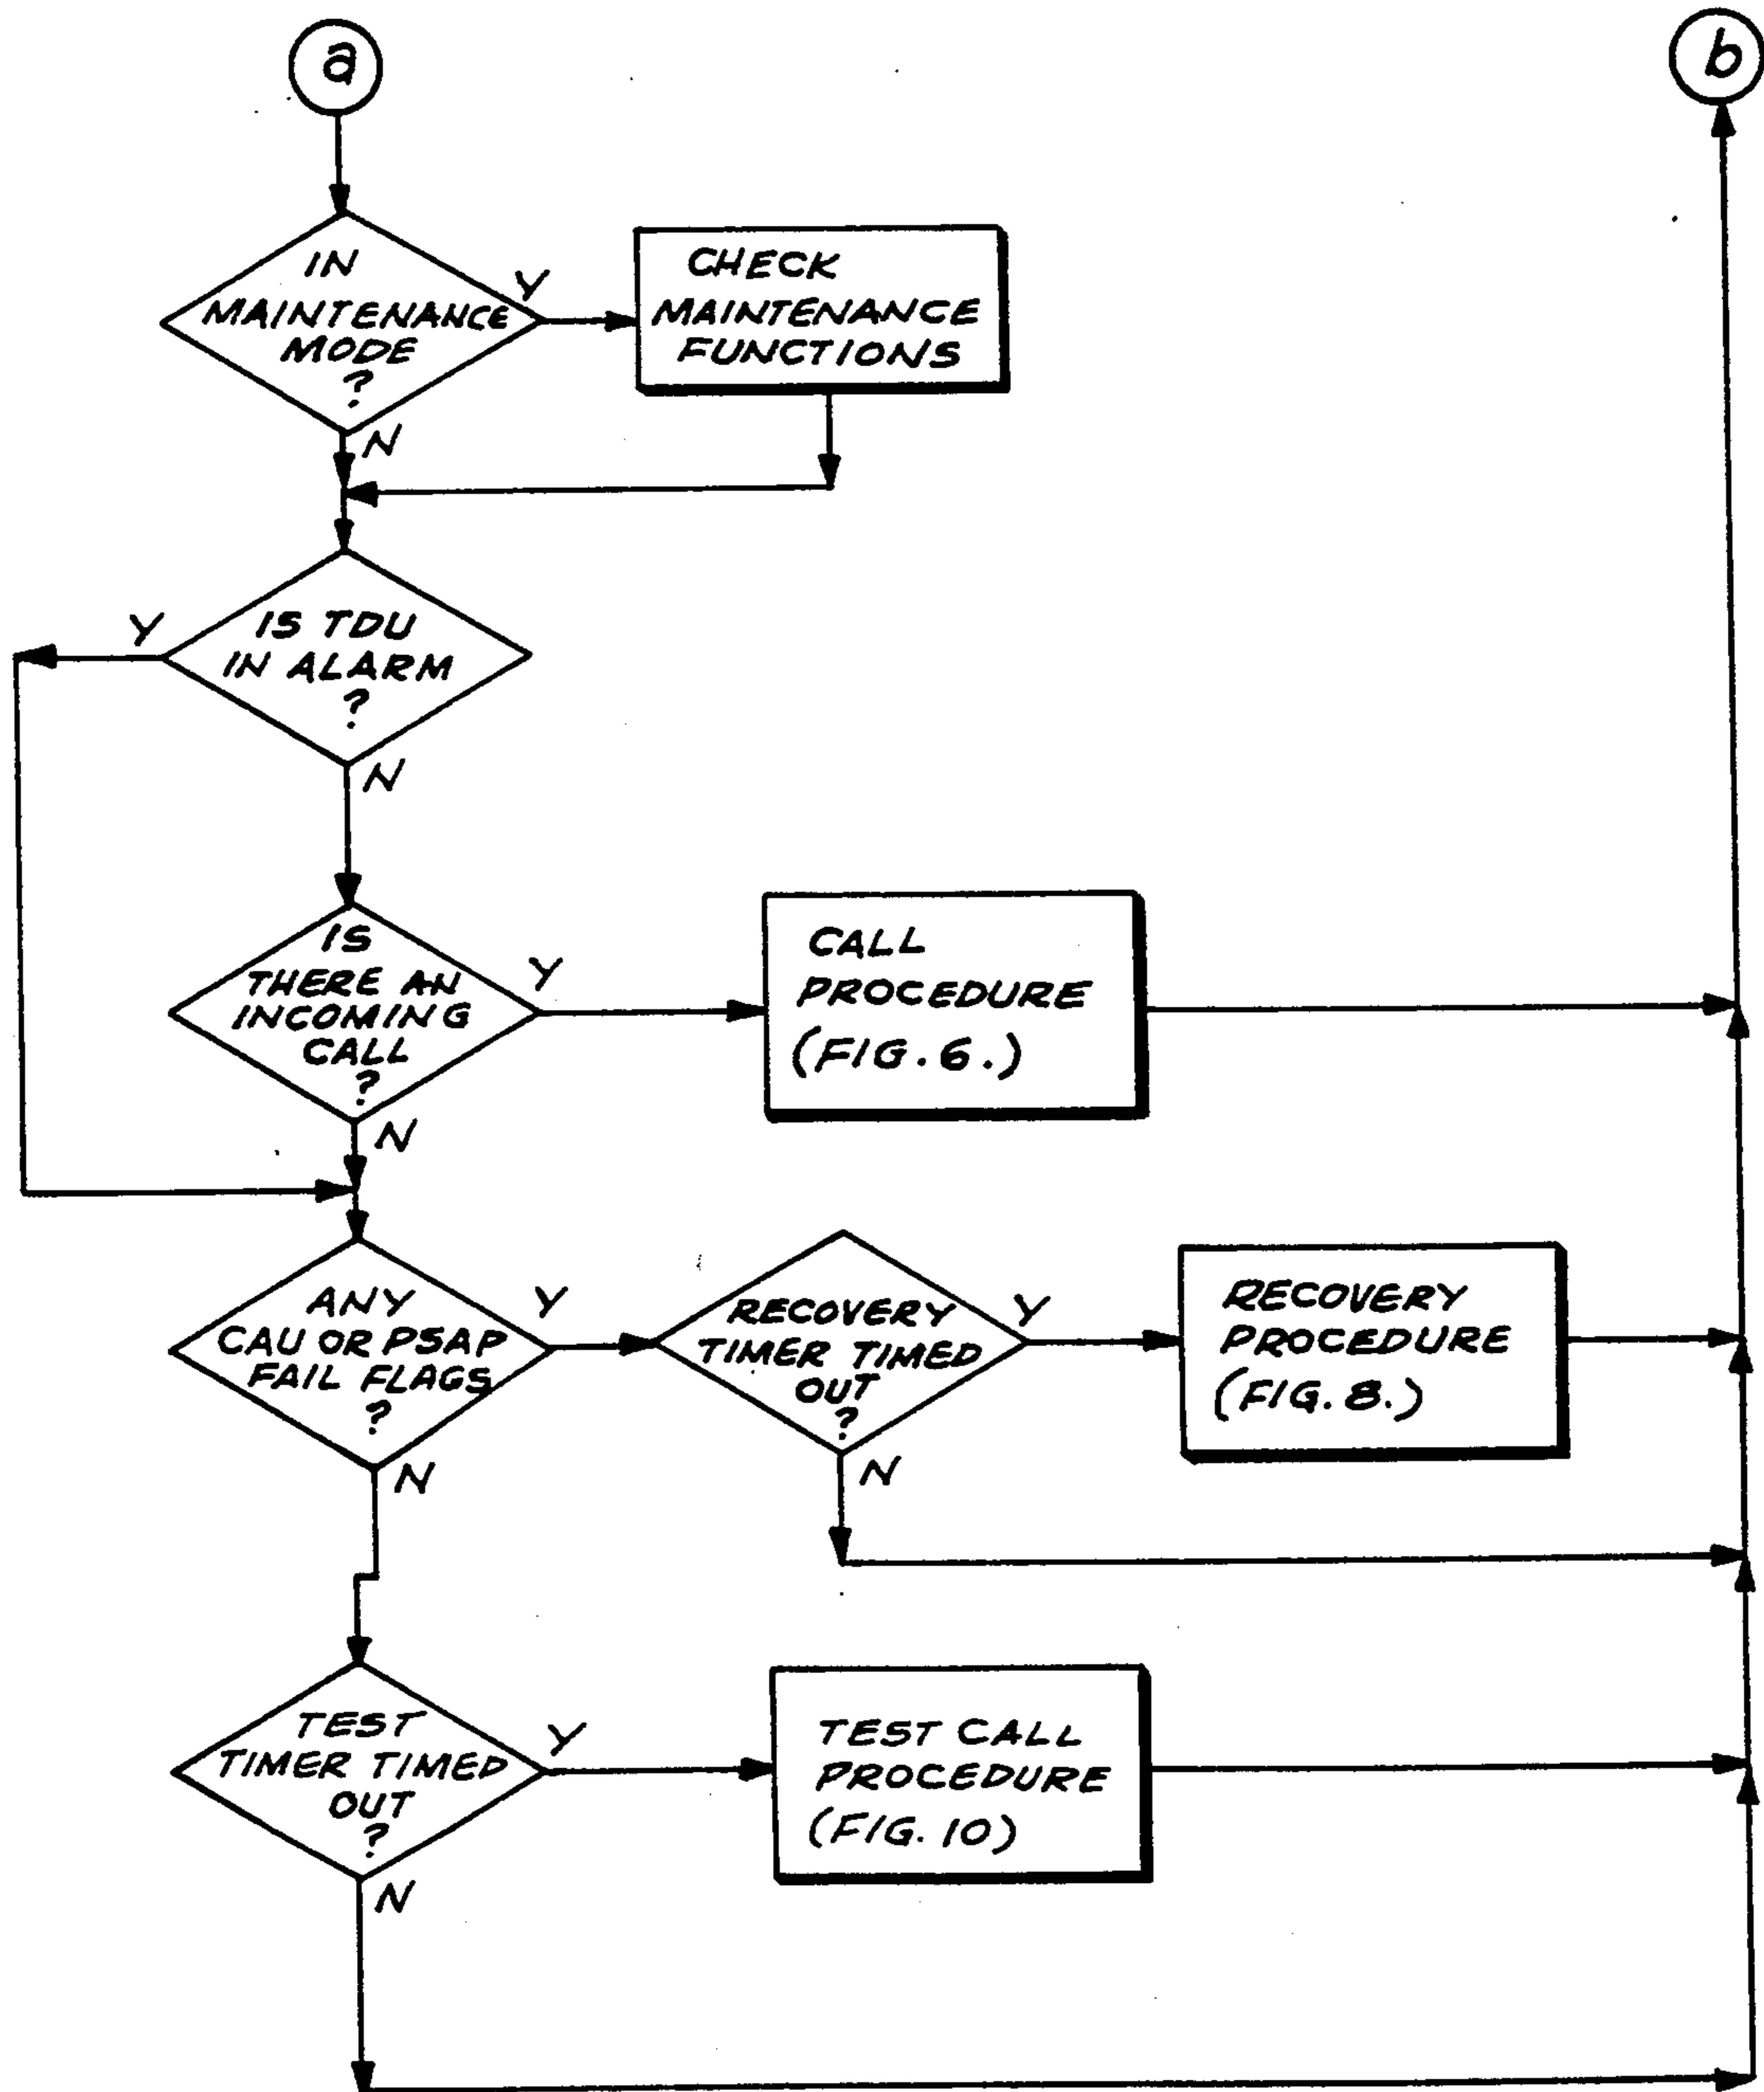 a
b
IN
MAINTENANCE
MODE
?
Y
N
CHECK
MAINTENANCE
FUNCTIONS
IS TDU
IN ALARM
?
Y
N
IS
THERE AN
INCOMING
CALL
?
Y
N
CALL
PROCEDURE
(FIG. 6.)
ANY
CAU OR PSAP
FAIL FLAGS
?
Y
N
RECOVERY
TIMER TIMED
OUT
?
Y
N
RECOVERY
PROCEDURE
(FIG. 8.)
TEST
TIMER TIMED
OUT
?
Y
N
TEST CALL
PROCEDURE
(FIG. 10)